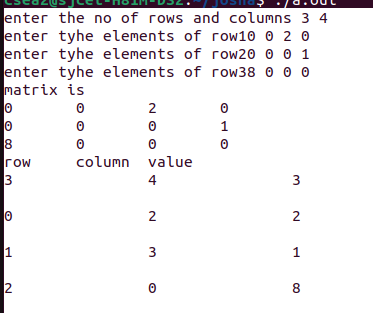 csea2@sjcet-H81M-DS2:~/josna$ ./a.out
enter the no of rows and columns 3 4
enter tyhe elements of row10 0 2 0
enter tyhe elements of row20 0 0 1
enter tyhe elements of row38 0 0 0
matrix is
0 0 2 0
0 0 0 1
8 0 0 0
row column value
3 4 3
0 2 2
1 3 1
2 0 8